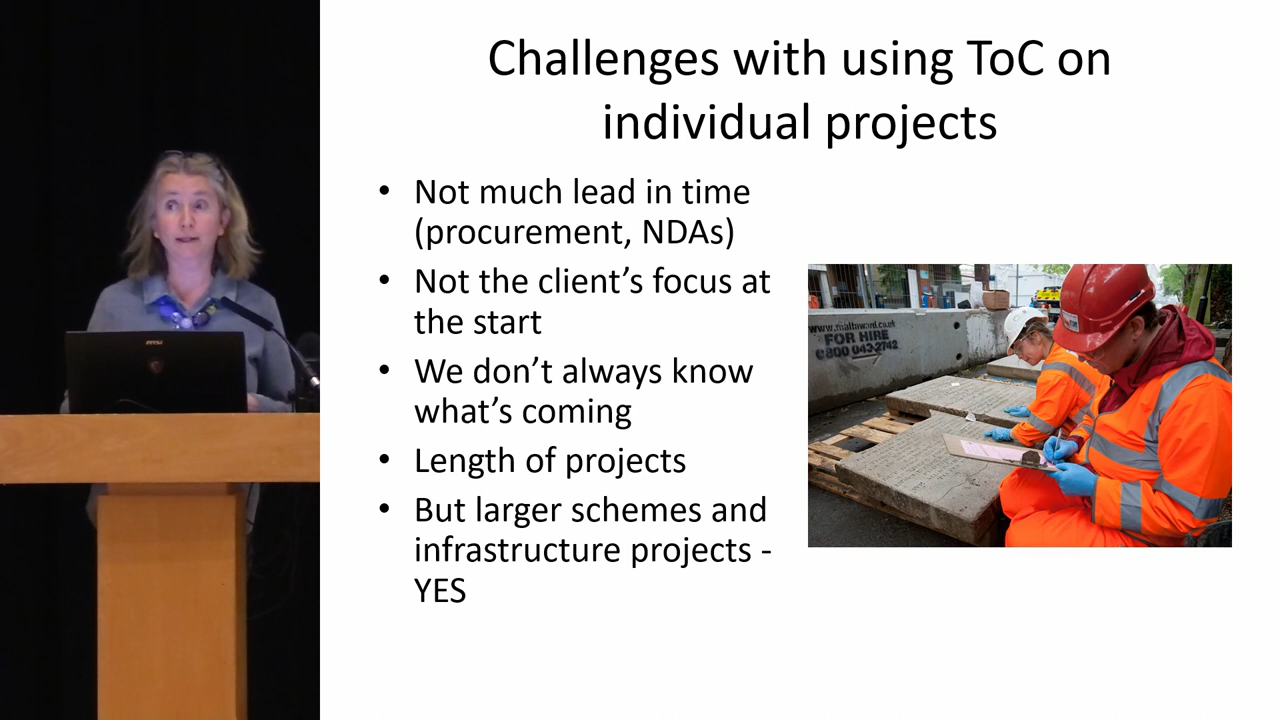 Challenges with using ToC on
individual projects
• Not much lead in time
(procurement, NDAs)
• Not the client’s focus at
the start
• We don’t always know
what’s coming
• Length of projects
• But larger schemes and
infrastructure projects -
YES
www.maltaward.co.uk
FOR HIRE
0800 043 2742
msi